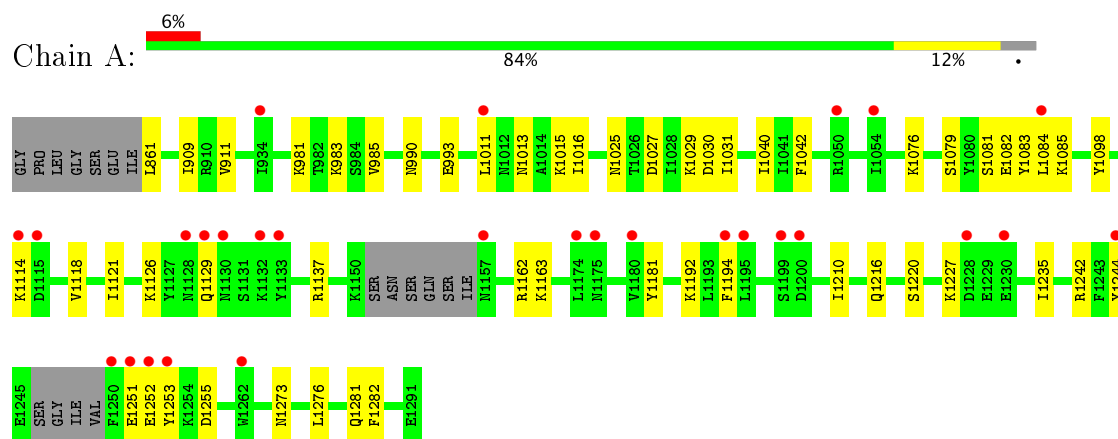 6%
Chain A:
84%
12%
•
GLY PRO LEU GLY SER GLU ILE L861 I909 R910 V911 I934 K981 T982 K983 S984 V985 N990 E993 L1011 N1012 N1013 A1014 K1015 I1016 N1025 T1026 D1027 I1028 K1029 D1030 I1031 I1040 I1041 F1042 R1050 I1054 K1076 S1079 Y1080 S1081 E1082 Y1083 L1084 K1085 Y1098
K1114 D1115 V1118 I1121 K1126 Y1127 N1128 Q1129 N1130 S1131 K1132 Y1133 R1137 K1150 SER ASN SER GLN SER ILE N1157 R1162 K1163 L1174 N1175 V1180 Y1181 K1192 L1193 F1194 L1195 S1199 D1200 I1210 Q1216 S1220 K1227 D1228 E1229 E1230 I1235 R1242 F1243 Y1244
E1245 SER GLY ILE VAL F1250 E1251 E1252 Y1253 K1254 D1255 W1262 N1273 L1276 Q1281 F1282 E1291